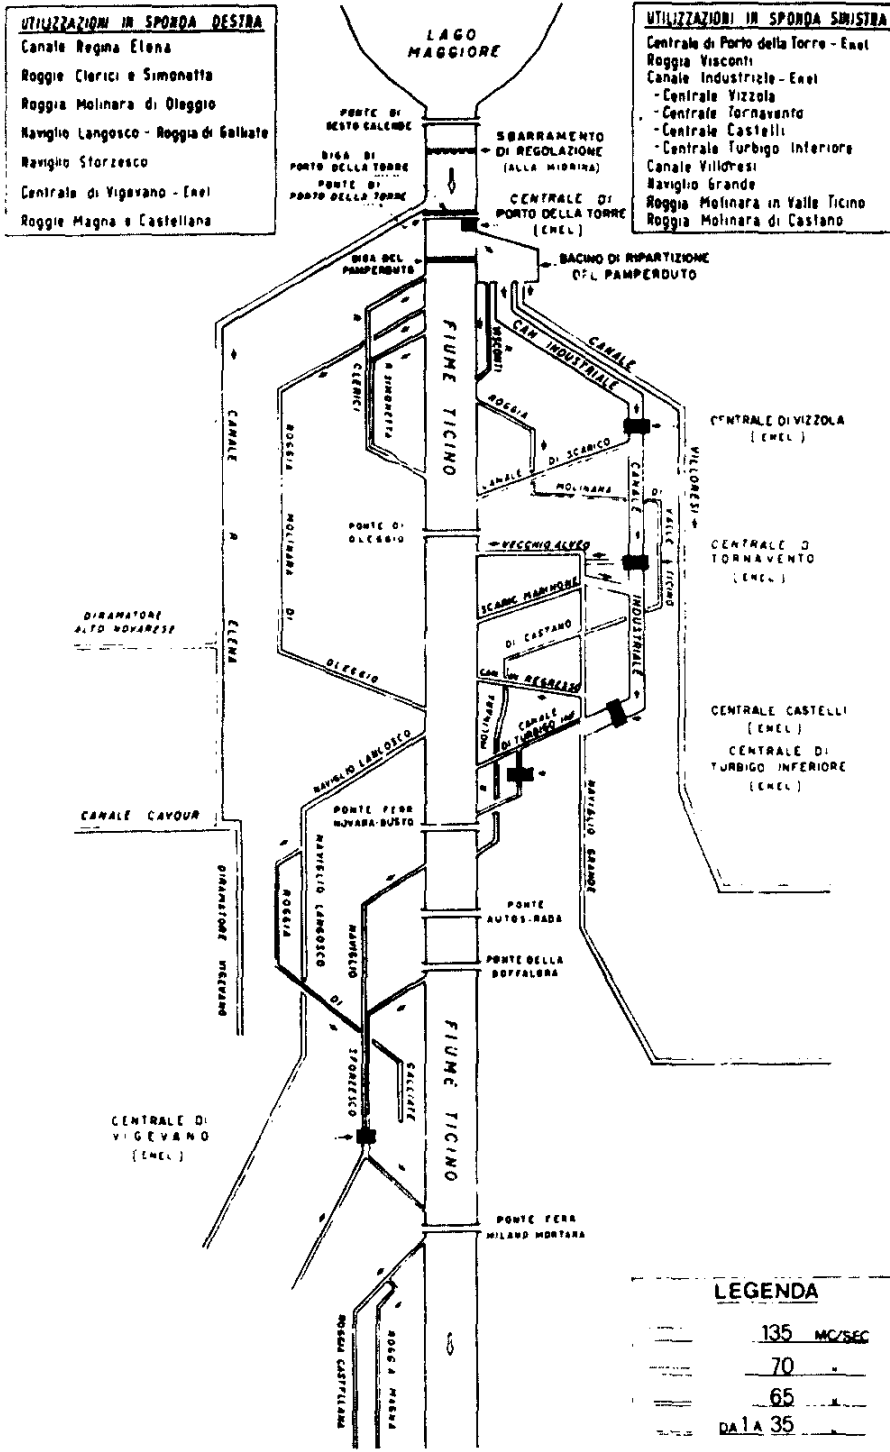 UTILIZZAZIONI IN SPONDA DESTRA
Canale Regina Elena
Roggie Clerici e Simonetta
Roggia Molinara di Oleggio
Naviglio Langosco - Roggia di Galliate
Naviglio Sforzesco
Centrale di Vigevano - Enel
Roggie Magna e Castellana
UTILIZZAZIONI IN SPONDA SINISTRA
Centrale di Porto della Torre - Enel
Roggia Visconti
Canale Industriale - Enel
- Centrale Vizzola
- Centrale Tornavento
- Centrale Castelli
- Centrale Turbigo Inferiore
Canale Villoresi
Naviglio Grande
Roggia Molinara in Valle Ticino
Roggia Molinara di Castano
LAGO
MAGGIORE
PONTE DI
SESTO CALENDE
SBARRAMENTO
DI REGOLAZIONE
(ALLA MIORINA)
DIGA DI
PORTO DELLA TORRE
PONTE DI
PORTO DELLA TORRE
CENTRALE DI
PORTO DELLA TORRE
[ENEL]
DIGA DEL
PAMPERDUTO
BACINO DI RIPARTIZIONE
DEL PAMPERDUTO
FIUME TICINO
R. VISCONTI
CAN INDUSTRIALE
CANALE
VILLORESI
R CLERICI
R SIMONETTA
ROGGIA
MOLINARA
DI
VALLE TICINO
CENTRALE DI VIZZOLA
[ENEL]
CANALE DI SCARICO
CANALE
INDUSTRIALE
ROGGIA MOLINARA DI
OLEGGIO
CANALE R ELENA
PONTE DI
OLEGGIO
VECCHIO ALVEO
CENTRALE DI
TORNAVENTO
[ENEL]
SCARIC MARINONE
DIRAMATORE
ALTO NOVARESE
DI CASTANO
CAN DI REGRESSO
MOLINARA
R
CANALE
DI TURBIGO INF
CENTRALE CASTELLI
[ENEL]
CENTRALE DI
TURBIGO INFERIORE
[ENEL]
NAVIGLIO LANGOSCO
CANALE CAVOUR
PONTE FERR
NOVARA-BUSTO
NAVIGLIO GRANDE
DIRAMATORE VIGEVANO
ROGGIA
DI
NAVIGLIO LANGOSCO
NAVIGLIO
SFORZESCO
GALLIATE
PONTE
AUTOSTRADA
PONTE DELLA
BOFFALORA
FIUME TICINO
CENTRALE DI
VIGEVANO
[ENEL]
PONTE FERR
MILANO MORTARA
ROGGIA CASTELLANA
ROGGIA MAGNA
LEGENDA
135 MC/SEC
70 "
65 "
DA 1 A 35 "